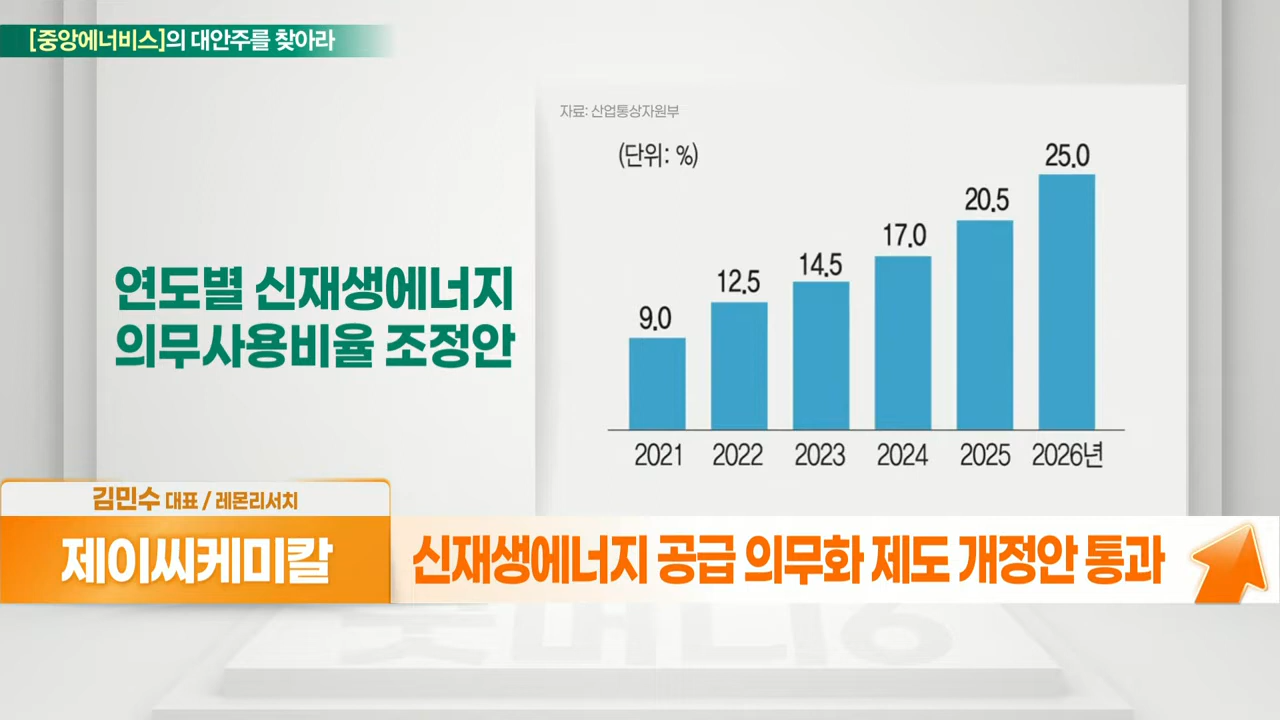 [중앙에너비스]의 대안주를 찾아라
자료: 산업통상자원부
(단위: %)
25.0
20.5
17.0
14.5
12.5
9.0
연도별 신재생에너지
의무사용비율 조정안
2021 2022 2023 2024 2025 2026년
김민수 대표 / 레몬리서치
제이씨케미칼
신재생에너지 공급 의무화 제도 개정안 통과